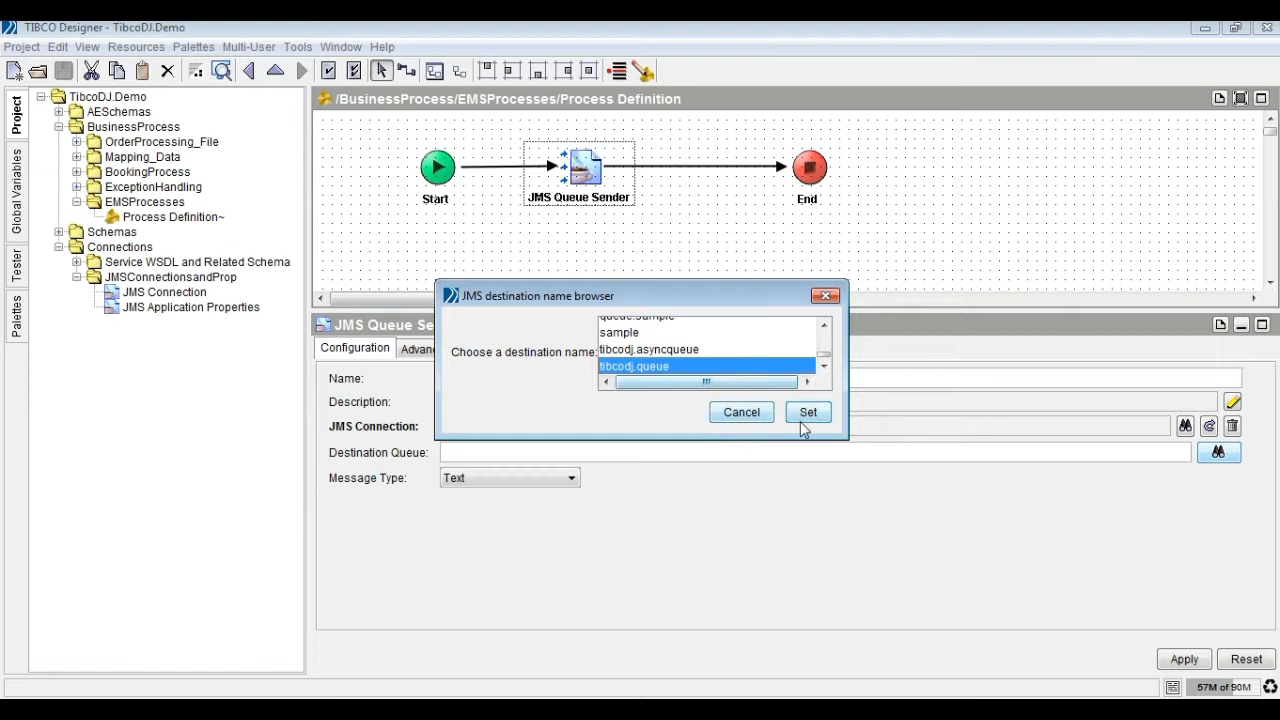 TIBCO Designer - TibcoDJ.Demo
Project Edit View Resources Palettes Multi-User Tools Window Help
Project
Global Variables
Tester
Palettes
TibcoDJ.Demo
AESchemas
BusinessProcess
OrderProcessing_File
Mapping_Data
BookingProcess
ExceptionHandling
EMSProcesses
Process Definition~
Schemas
Connections
Service WSDL and Related Schema
JMSConnectionsandProp
JMS Connection
JMS Application Properties
/BusinessProcess/EMSProcesses/Process Definition
Start
JMS Queue Sender
End
JMS destination name browser
Choose a destination name:
queue.sample
sample
tibcodj.asyncqueue
tibcodj.queue
Cancel Set
JMS Queue Se
Configuration Advan
Name:
Description:
JMS Connection:
Destination Queue:
Message Type: Text
Apply Reset
57M of 90M